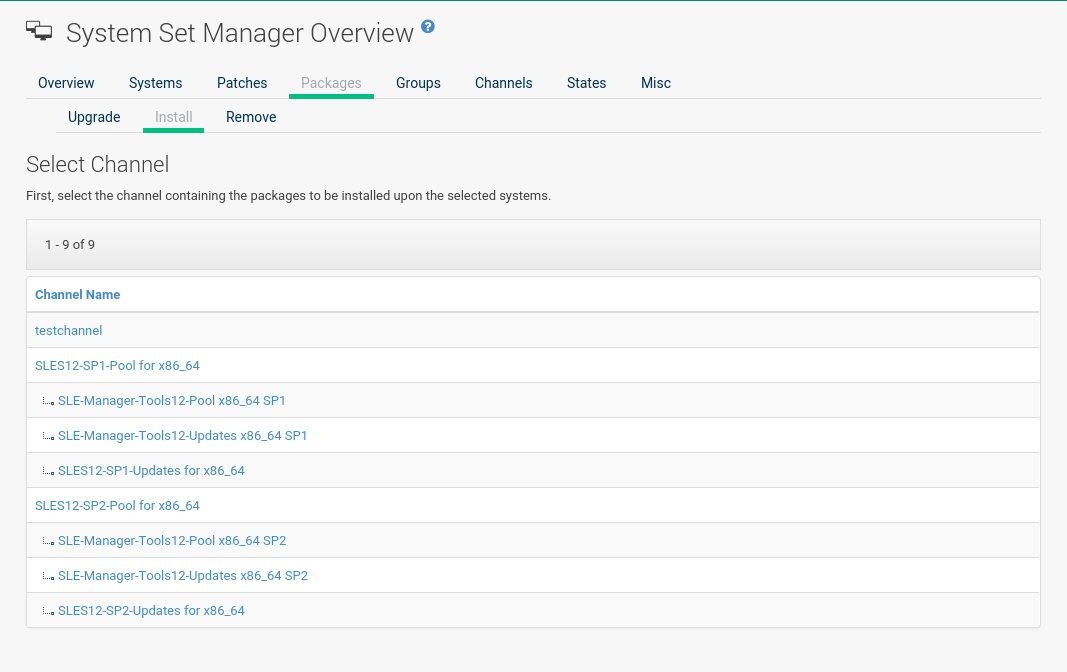 System Set Manager Overview ?
Overview Systems Patches Packages Groups Channels States Misc
Upgrade Install Remove
Select Channel
First, select the channel containing the packages to be installed upon the selected systems.
1 - 9 of 9
Channel Name
testchannel
SLES12-SP1-Pool for x86_64
SLE-Manager-Tools12-Pool x86_64 SP1
SLE-Manager-Tools12-Updates x86_64 SP1
SLES12-SP1-Updates for x86_64
SLES12-SP2-Pool for x86_64
SLE-Manager-Tools12-Pool x86_64 SP2
SLE-Manager-Tools12-Updates x86_64 SP2
SLES12-SP2-Updates for x86_64